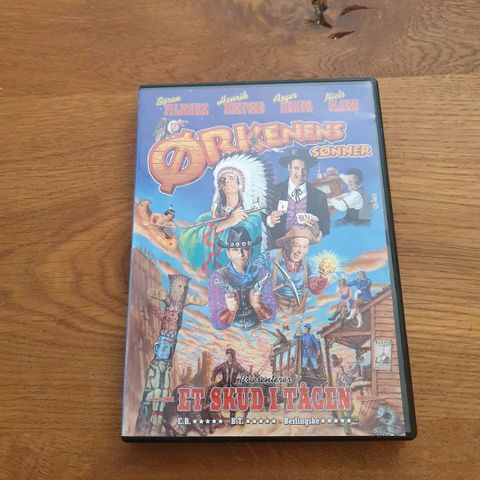 Søren PILMARK Henrik KOEFOED Asger REHER Niels OLSEN
ØRKENENS
SØNNER
Præsenterer
ET SKUD I TÅGEN
E.B. ★★★★★ - B.T. ★★★★★ - Berlingske ★★★★★